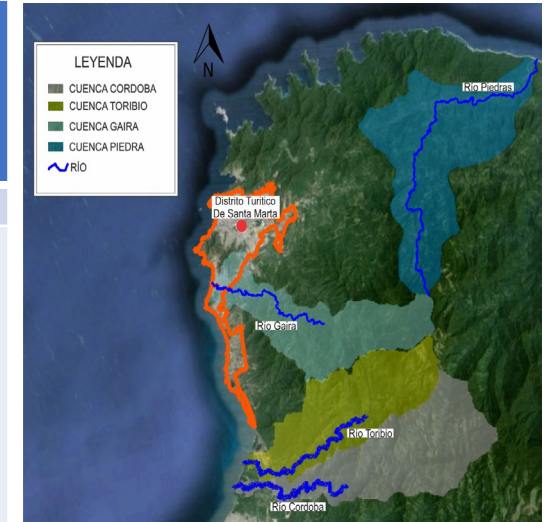 LEYENDA
CUENCA CORDOBA
CUENCA TORIBIO
CUENCA GAIRA
CUENCA PIEDRA
RÍO
N
Río Piedras
Distrito Turitico
De Santa Marta
Río Gaira
Río Toribio
Río Cordoba